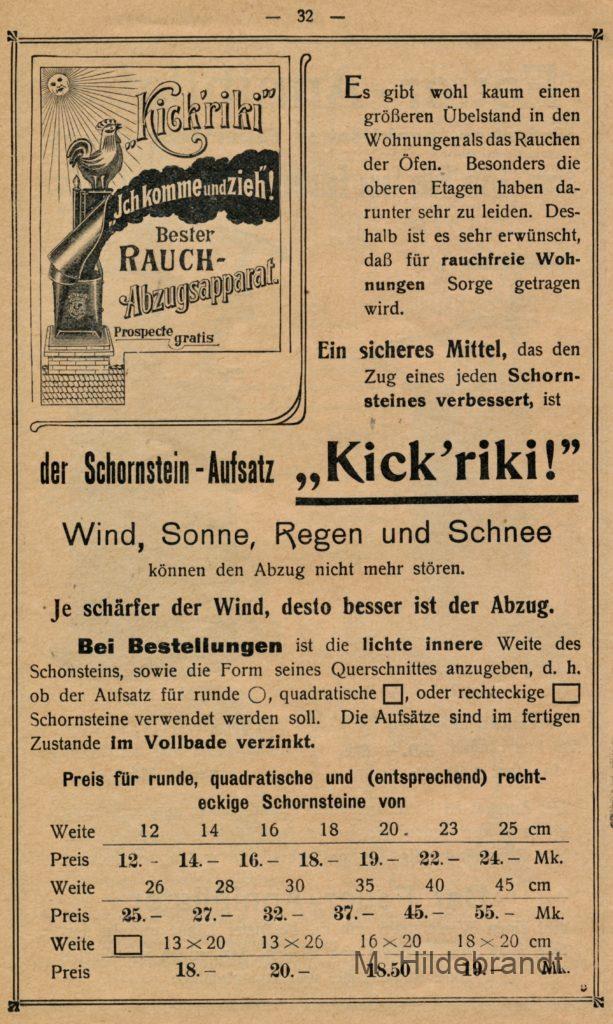 — 32 —
„Kick'riki”
„Ich komme und zieh”!
Bester
RAUCH-
Abzugsapparat.
Prospecte gratis
Es gibt wohl kaum einen
größeren Übelstand in den
Wohnungen als das Rauchen
der Öfen. Besonders die
oberen Etagen haben da-
runter sehr zu leiden. Des-
halb ist es sehr erwünscht,
daß für rauchfreie Woh-
nungen Sorge getragen
wird.
Ein sicheres Mittel, das den
Zug eines jeden Schorn-
steines verbessert, ist
der Schornstein-Aufsatz „Kick'riki!”
Wind, Sonne, Regen und Schnee
können den Abzug nicht mehr stören.
Je schärfer der Wind, desto besser ist der Abzug.
Bei Bestellungen ist die lichte innere Weite des
Schonsteins, sowie die Form seines Querschnittes anzugeben, d. h.
ob der Aufsatz für runde ○, quadratische □, oder rechteckige ▭
Schornsteine verwendet werden soll. Die Aufsätze sind im fertigen
Zustande im Vollbade verzinkt.
Preis für runde, quadratische und (entsprechend) recht-
eckige Schornsteine von
Weite 12 14 16 18 20 23 25 cm
Preis 12.- 14.– 16.– 18.– 19.– 22.– 24.– Mk.
Weite 26 28 30 35 40 45 cm
Preis 25.– 27.– 32.– 37.– 45.– 55.– Mk.
Weite ▭ 13×20 13×26 16×20 18×20 cm
Preis 18.– 20.– 18.50 19.– Mk.
M. Hildebrandt